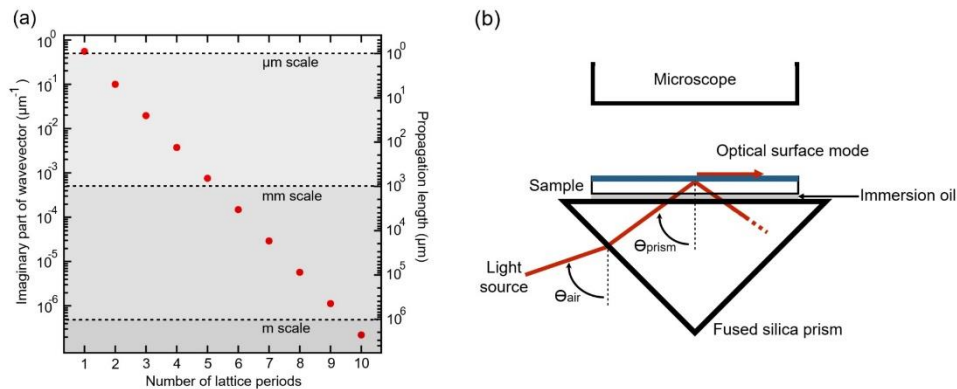 (a)
Imaginary part of wavevector (μm⁻¹)
10⁰
10⁻¹
10⁻²
10⁻³
10⁻⁴
10⁻⁵
10⁻⁶
μm scale
mm scale
m scale
10⁰
10¹
10²
10³
10⁴
10⁵
10⁶
Propagation length (μm)
1 2 3 4 5 6 7 8 9 10
Number of lattice periods
(b)
Microscope
Optical surface mode
Sample
Immersion oil
Θprism
Light
source
Θair
Fused silica prism